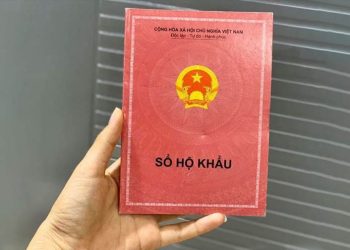 CỘNG HÒA XÃ HỘI CHỦ NGHĨA VIỆT NAM
Độc lập - Tự do - Hạnh phúc
SỔ HỘ KHẨU